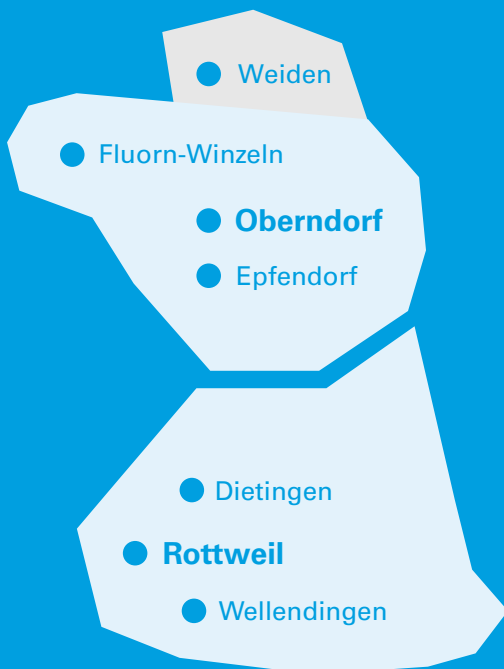 Weiden
Fluorn-Winzeln
Oberndorf
Epfendorf
Dietingen
Rottweil
Wellendingen